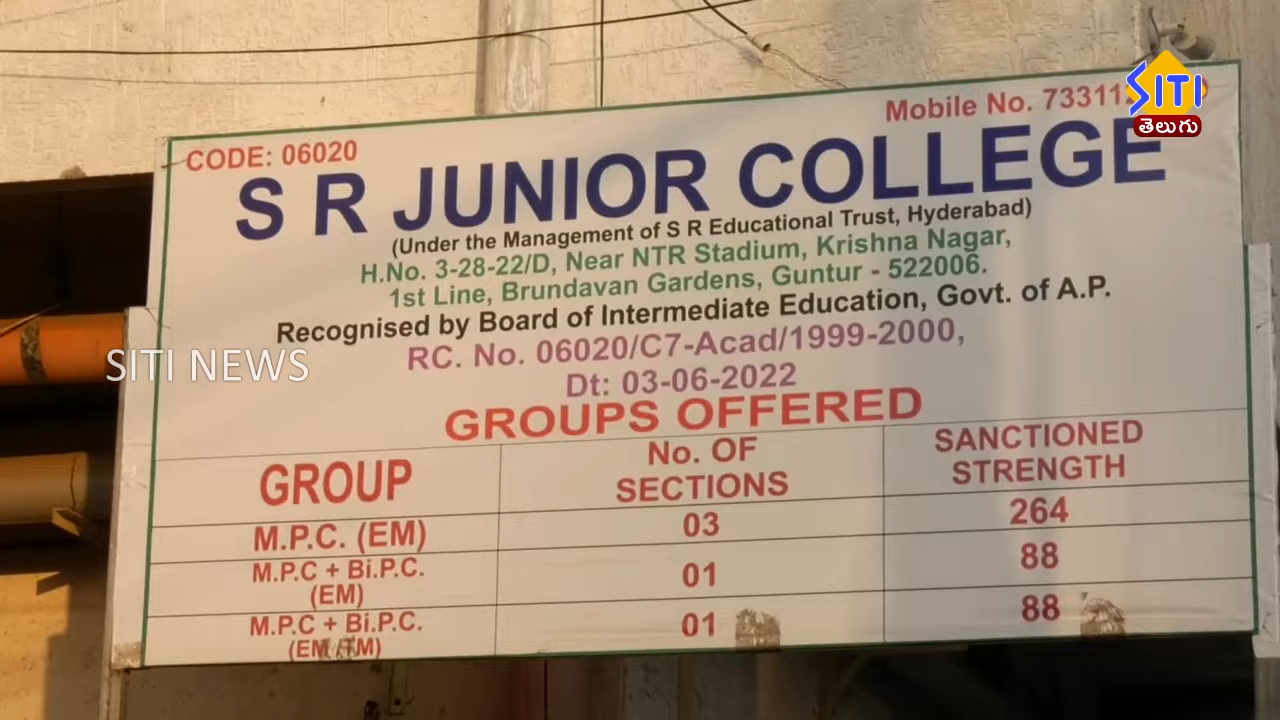 SITI
తెలుగు
CODE: 06020
Mobile No. 73311
S R JUNIOR COLLEGE
(Under the Management of S R Educational Trust, Hyderabad)
H.No. 3-28-22/D, Near NTR Stadium, Krishna Nagar,
1st Line, Brundavan Gardens, Guntur - 522006.
Recognised by Board of Intermediate Education, Govt. of A.P.
RC. No. 06020/C7-Acad/1999-2000,
Dt: 03-06-2022
SITI NEWS
GROUPS OFFERED
GROUP No. OF SECTIONS SANCTIONED STRENGTH
M.P.C. (EM) 03 264
M.P.C + Bi.P.C. (EM) 01 88
M.P.C + Bi.P.C. (EM /TM) 01 88